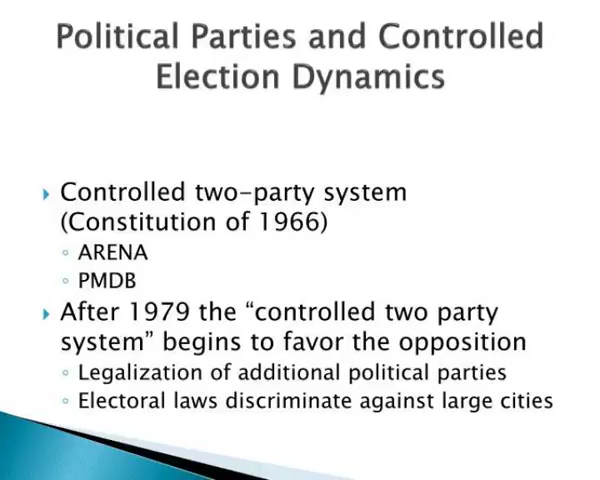 Political Parties and Controlled
Election Dynamics
Controlled two-party system
(Constitution of 1966)
ARENA
PMDB
After 1979 the “controlled two party
system” begins to favor the opposition
Legalization of additional political parties
Electoral laws discriminate against large cities